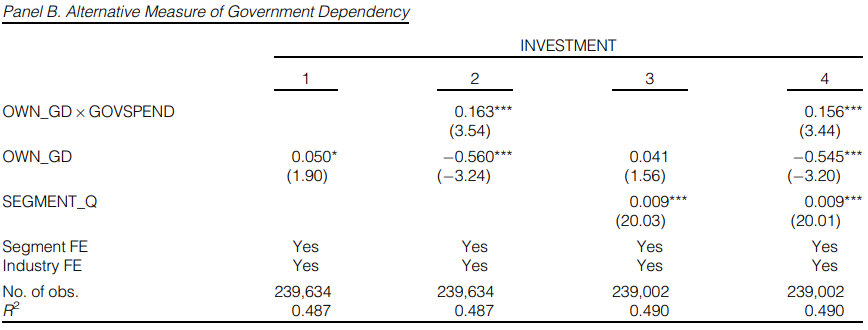 Panel B. Alternative Measure of Government Dependency
INVESTMENT
1 2 3 4
OWN_GD × GOVSPEND 0.163*** 0.156***
(3.54) (3.44)
OWN_GD 0.050* −0.560*** 0.041 −0.545***
(1.90) (−3.24) (1.56) (−3.20)
SEGMENT_Q 0.009*** 0.009***
(20.03) (20.01)
Segment FE Yes Yes Yes Yes
Industry FE Yes Yes Yes Yes
No. of obs. 239,634 239,634 239,002 239,002
R² 0.487 0.487 0.490 0.490